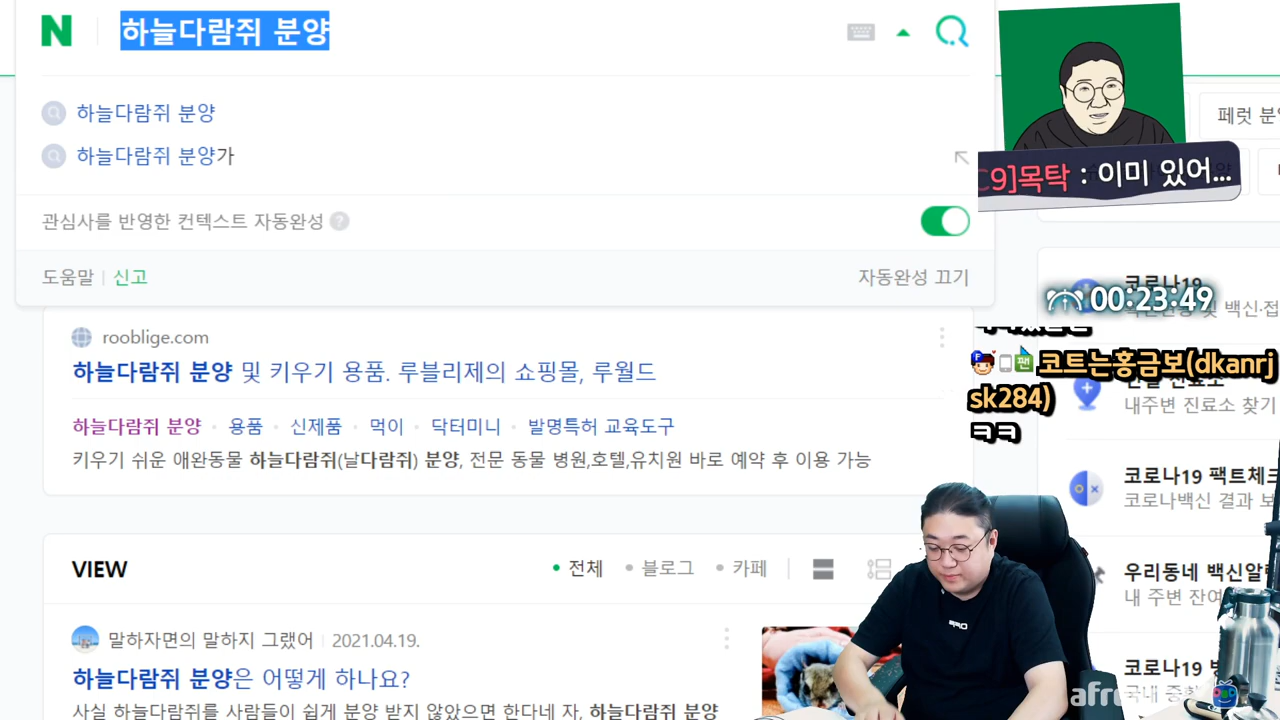 N 하늘다람쥐 분양
하늘다람쥐 분양
하늘다람쥐 분양가
관심사를 반영한 컨텍스트 자동완성 ?
도움말 | 신고
자동완성 끄기
rooblige.com
하늘다람쥐 분양 및 키우기 용품. 루블리제의 쇼핑몰, 루월드
하늘다람쥐 분양 · 용품 · 신제품 · 먹이 · 닥터미니 · 발명특허 교육도구
키우기 쉬운 애완동물 하늘다람쥐(날다람쥐) 분양, 전문 동물 병원,호텔,유치원 바로 예약 후 이용 가능
VIEW
• 전체 • 블로그 • 카페
말하자면의 말하지 그랬어 | 2021.04.19.
하늘다람쥐 분양은 어떻게 하나요?
사실 하늘다람쥐를 사람들이 쉽게 분양 받지 않았으면 한다네 자, 하늘다람쥐 분양
페럿 분
C9]목탁 : 이미 있어...
코로나19
00:23:49
및 백신·접
코트는홍금보(dkanrj
sk284)
ㅋㅋ
진료소
내주변 진료소 찾기
코로나19 팩트체크
코로나백신 결과 보
우리동네 백신알림
내 주변 잔여
코로나19